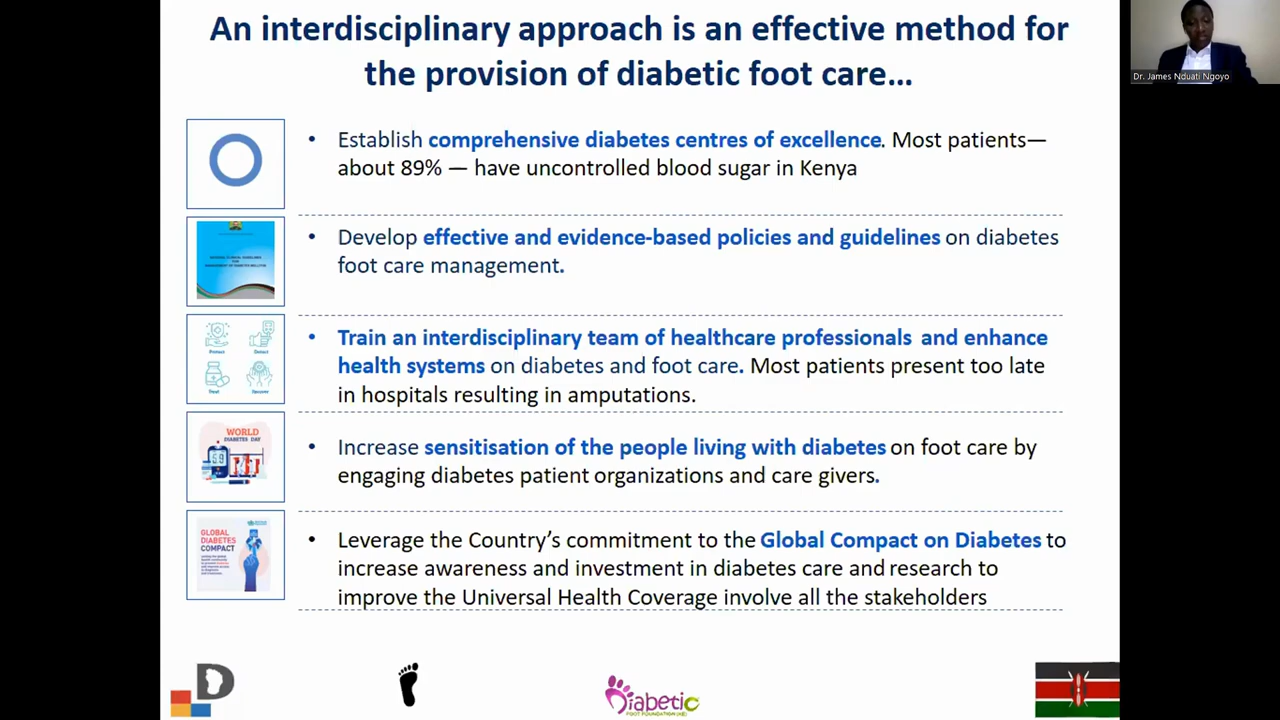 An interdisciplinary approach is an effective method for
the provision of diabetic foot care...
Dr. James Nduati Ngoyo
• Establish comprehensive diabetes centres of excellence. Most patients—
about 89% — have uncontrolled blood sugar in Kenya
• Develop effective and evidence-based policies and guidelines on diabetes
foot care management.
Protect
Detect
Treat
Recover
• Train an interdisciplinary team of healthcare professionals and enhance
health systems on diabetes and foot care. Most patients present too late
in hospitals resulting in amputations.
WORLD
DIABETES DAY
• Increase sensitisation of the people living with diabetes on foot care by
engaging diabetes patient organizations and care givers.
GLOBAL
DIABETES
COMPACT
• Leverage the Country's commitment to the Global Compact on Diabetes to
increase awareness and investment in diabetes care and research to
improve the Universal Health Coverage involve all the stakeholders
D
Diabetic